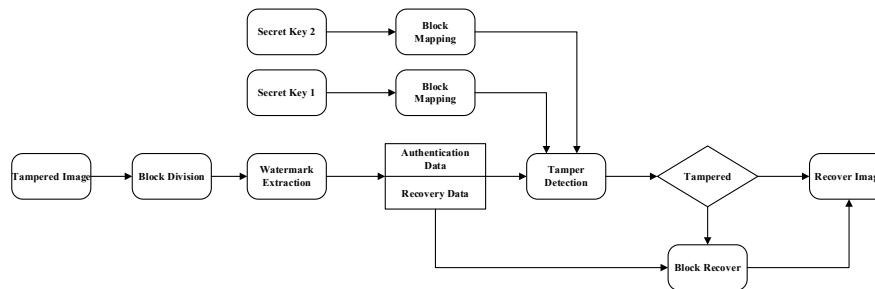 Secret Key 2
Block
Mapping
Secret Key 1
Block
Mapping
Tampered Image
Block Division
Watermark
Extraction
Authentication
Data
Recovery Data
Tamper
Detection
Tampered
Recover Image
Block Recover